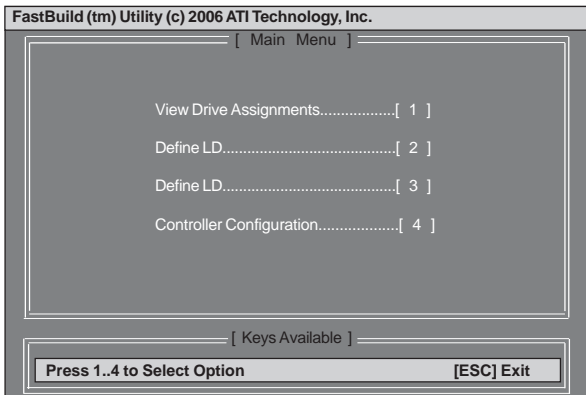 FastBuild (tm) Utility (c) 2006 ATI Technology, Inc.
[ Main Menu ]
View Drive Assignments..................[ 1 ]
Define LD.........................................[ 2 ]
Define LD.........................................[ 3 ]
Controller Configuration...................[ 4 ]
[ Keys Available ]
Press 1..4 to Select Option [ESC] Exit